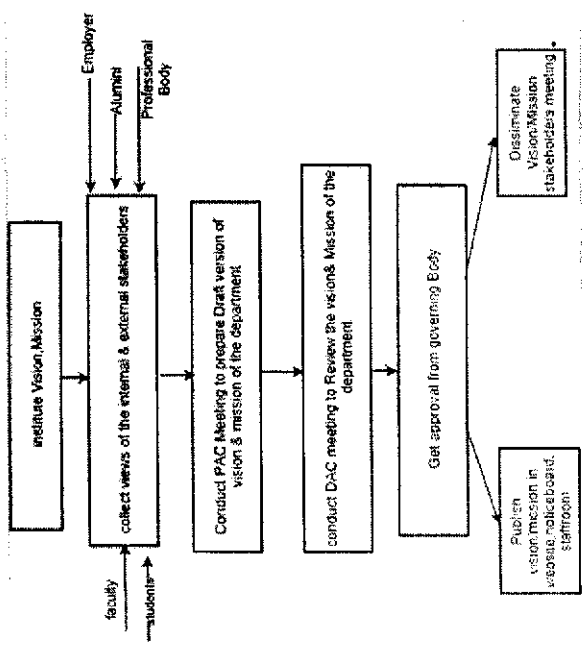 institute Vision,Mission
Employer
Alumini
Professional
Body
collect views of the internal & external stakeholders
faculty
students
Conduct PAC Meeting to prepare Draft version of
vision & mission of the department
conduct DAC meeting to Review the vision& Mission of the
department
Get approval from governing Body
Publish
vision,mission in
website,noticeboard,
staffroom
Dissiminate
Vision/Mission
stakeholders meeting